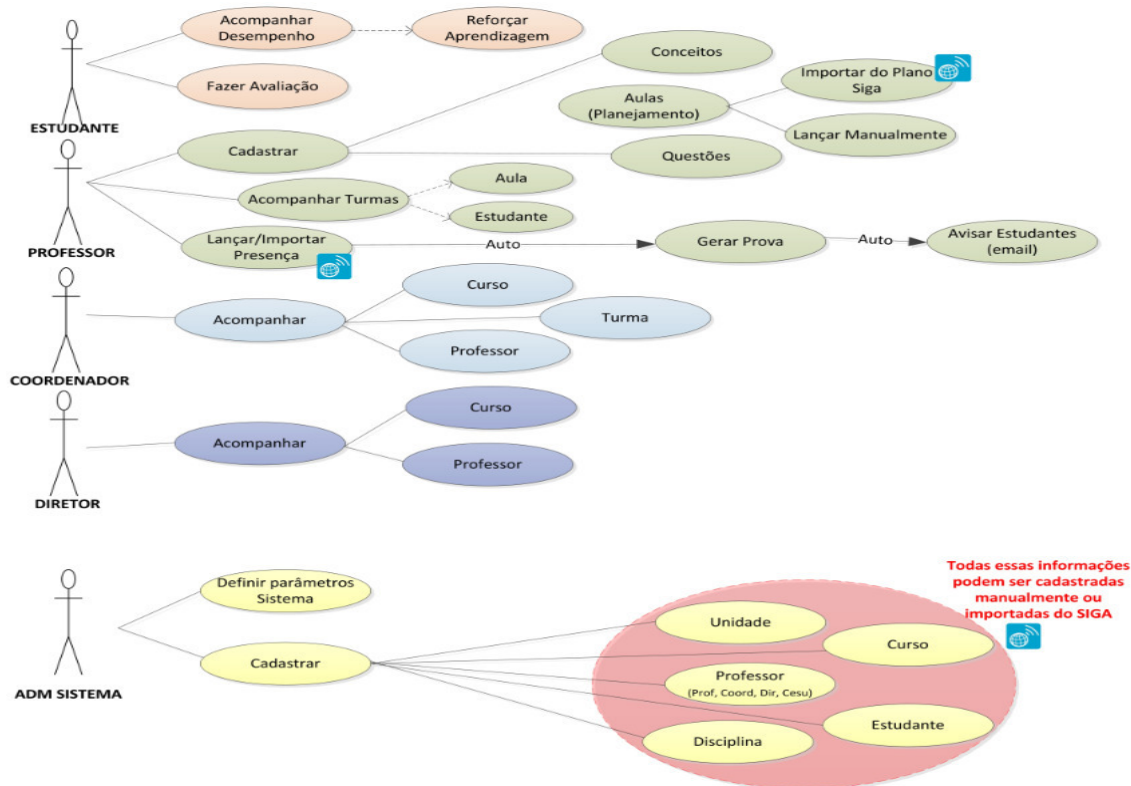 Acompanhar
Desempenho
Reforçar
Aprendizagem
Fazer Avaliação
ESTUDANTE
Conceitos
Importar do Plano
Siga
Aulas
(Planejamento)
Lançar Manualmente
Cadastrar
Questões
Acompanhar Turmas
Aula
Estudante
PROFESSOR
Lançar/Importar
Presença
Auto
Gerar Prova
Auto
Avisar Estudantes
(email)
Acompanhar
Curso
Turma
Professor
COORDENADOR
Acompanhar
Curso
Professor
DIRETOR
Todas essas informações
podem ser cadastradas
manualmente ou
importadas do SIGA
Definir parâmetros
Sistema
Cadastrar
ADM SISTEMA
Unidade
Curso
Professor
(Prof, Coord, Dir, Cesu)
Estudante
Disciplina